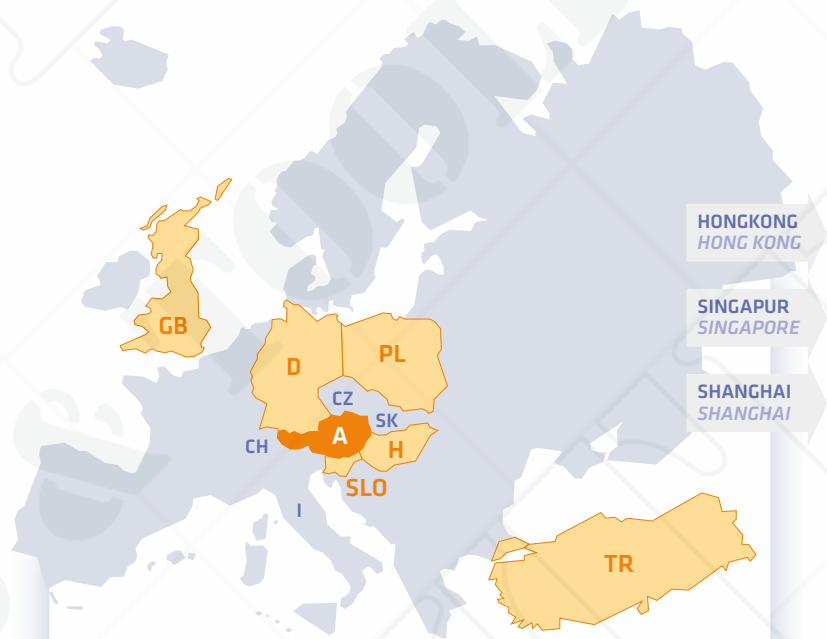 HONGKONG
HONG KONG
SINGAPUR
SINGAPORE
GB
D
PL
SHANGHAI
SHANGHAI
CZ
SK
A
CH
H
SLO
I
TR